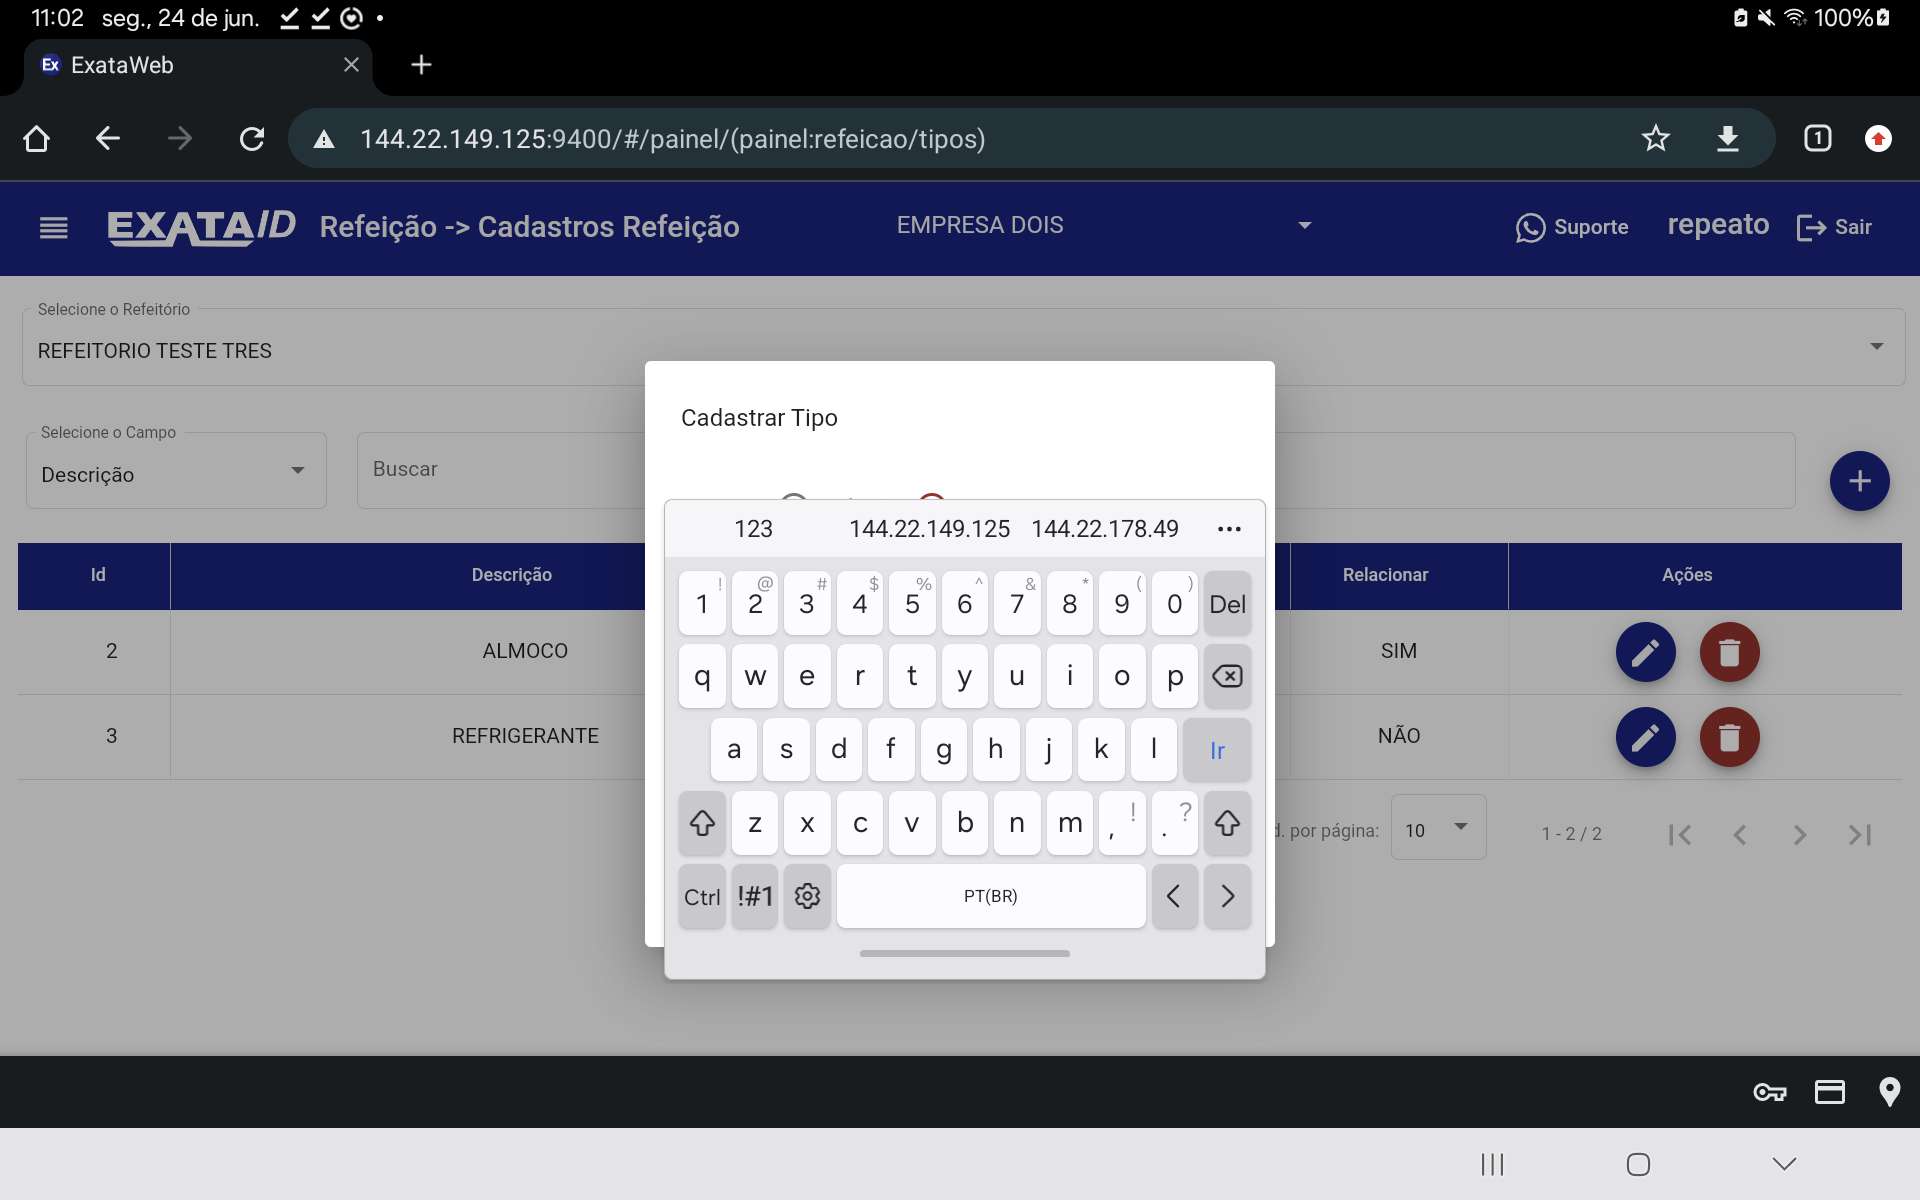 11:02 seg., 24 de jun.
100%
Ex ExataWeb
144.22.149.125:9400/#/painel/(painel:refeicao/tipos)
1
EXATAID Refeição -> Cadastros Refeição EMPRESA DOIS Suporte repeato Sair
Selecione o Refeitório
REFEITORIO TESTE TRES
Cadastrar Tipo
Selecione o Campo
Descrição
Buscar
123 144.22.149.125 144.22.178.49
Id Descrição Relacionar Ações
2 ALMOCO SIM
3 REFRIGERANTE NÃO
d. por página: 10 1 - 2 / 2
! @ # $ % ^ & * ( )
1 2 3 4 5 6 7 8 9 0 Del
q w e r t y u i o p
a s d f g h j k l Ir
z x c v b n m , ! . ?
Ctrl !#1 PT(BR) < >